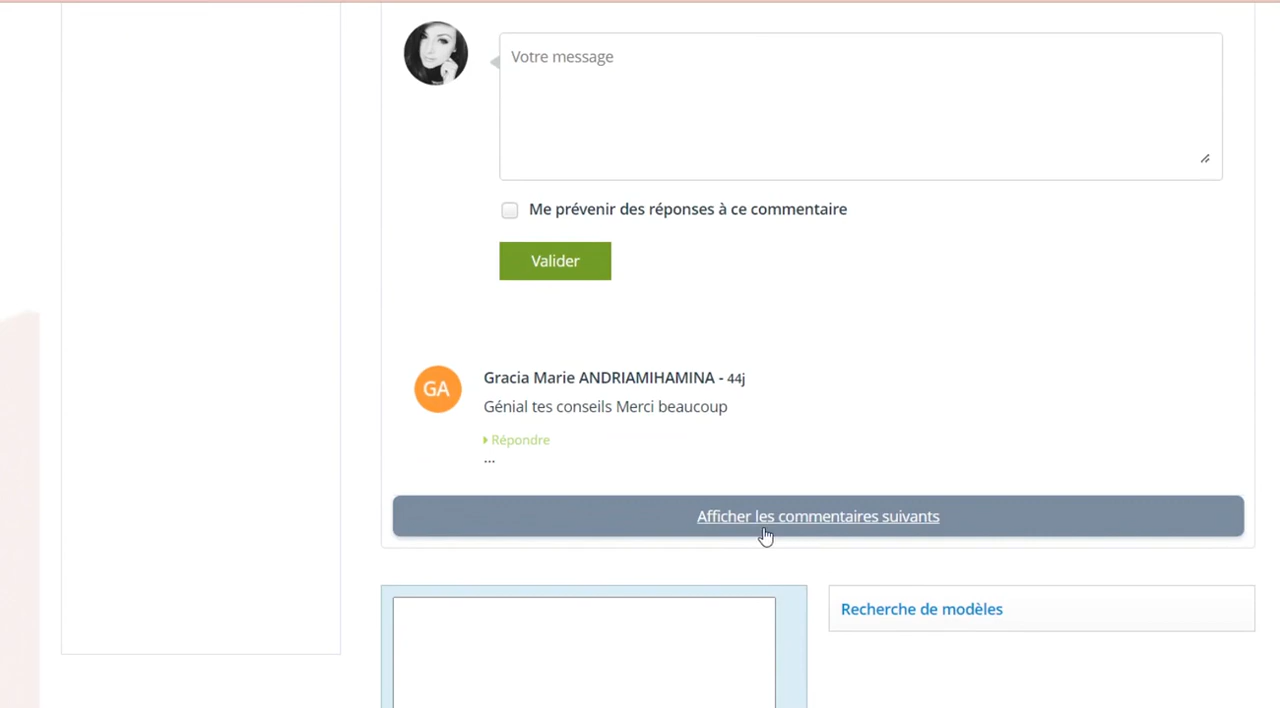 Votre message
Me prévenir des réponses à ce commentaire
Valider
GA
Gracia Marie ANDRIAMIHAMINA - 44j
Génial tes conseils Merci beaucoup
Répondre
...
Afficher les commentaires suivants
Recherche de modèles